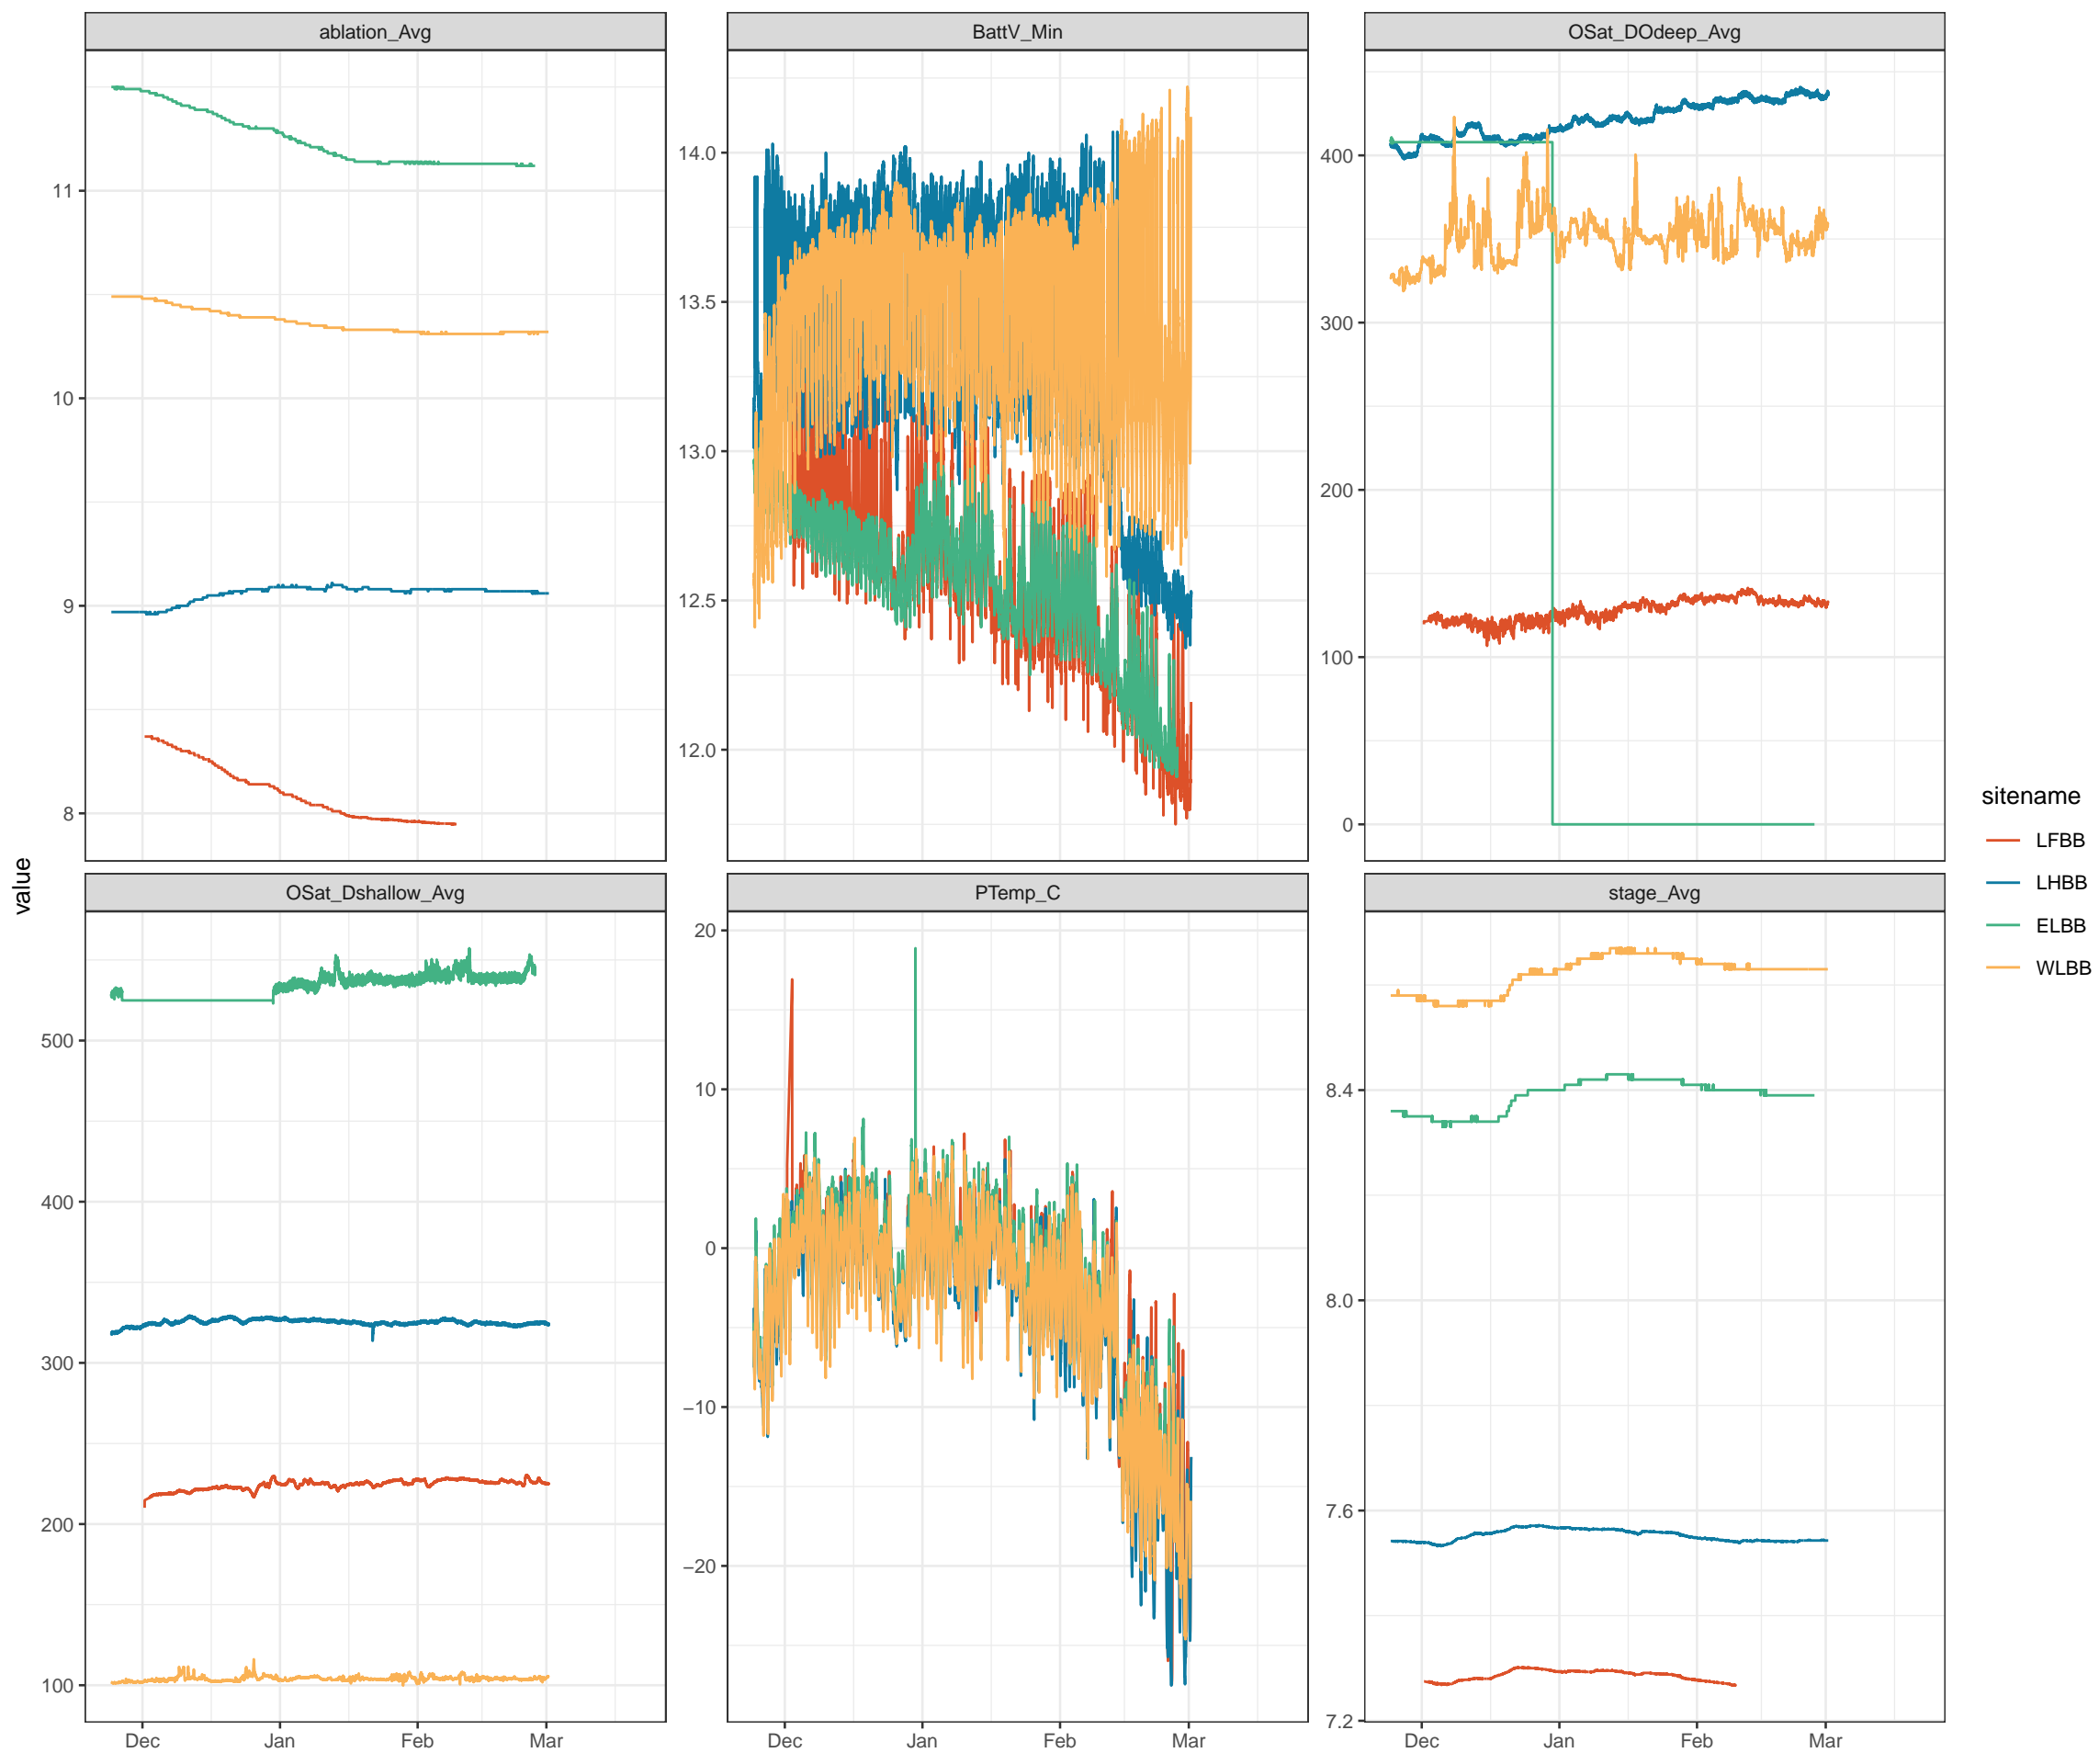 ablation_Avg
BattV_Min
OSat_DOdeep_Avg
11
10
9
8
14.0
13.5
13.0
12.5
12.0
400
300
200
100
0
value
OSat_Dshallow_Avg
PTemp_C
stage_Avg
500
400
300
200
100
20
10
0
−10
−20
8.4
8.0
7.6
7.2
Dec Jan Feb Mar
Dec Jan Feb Mar
Dec Jan Feb Mar
sitename
LFBB
LHBB
ELBB
WLBB